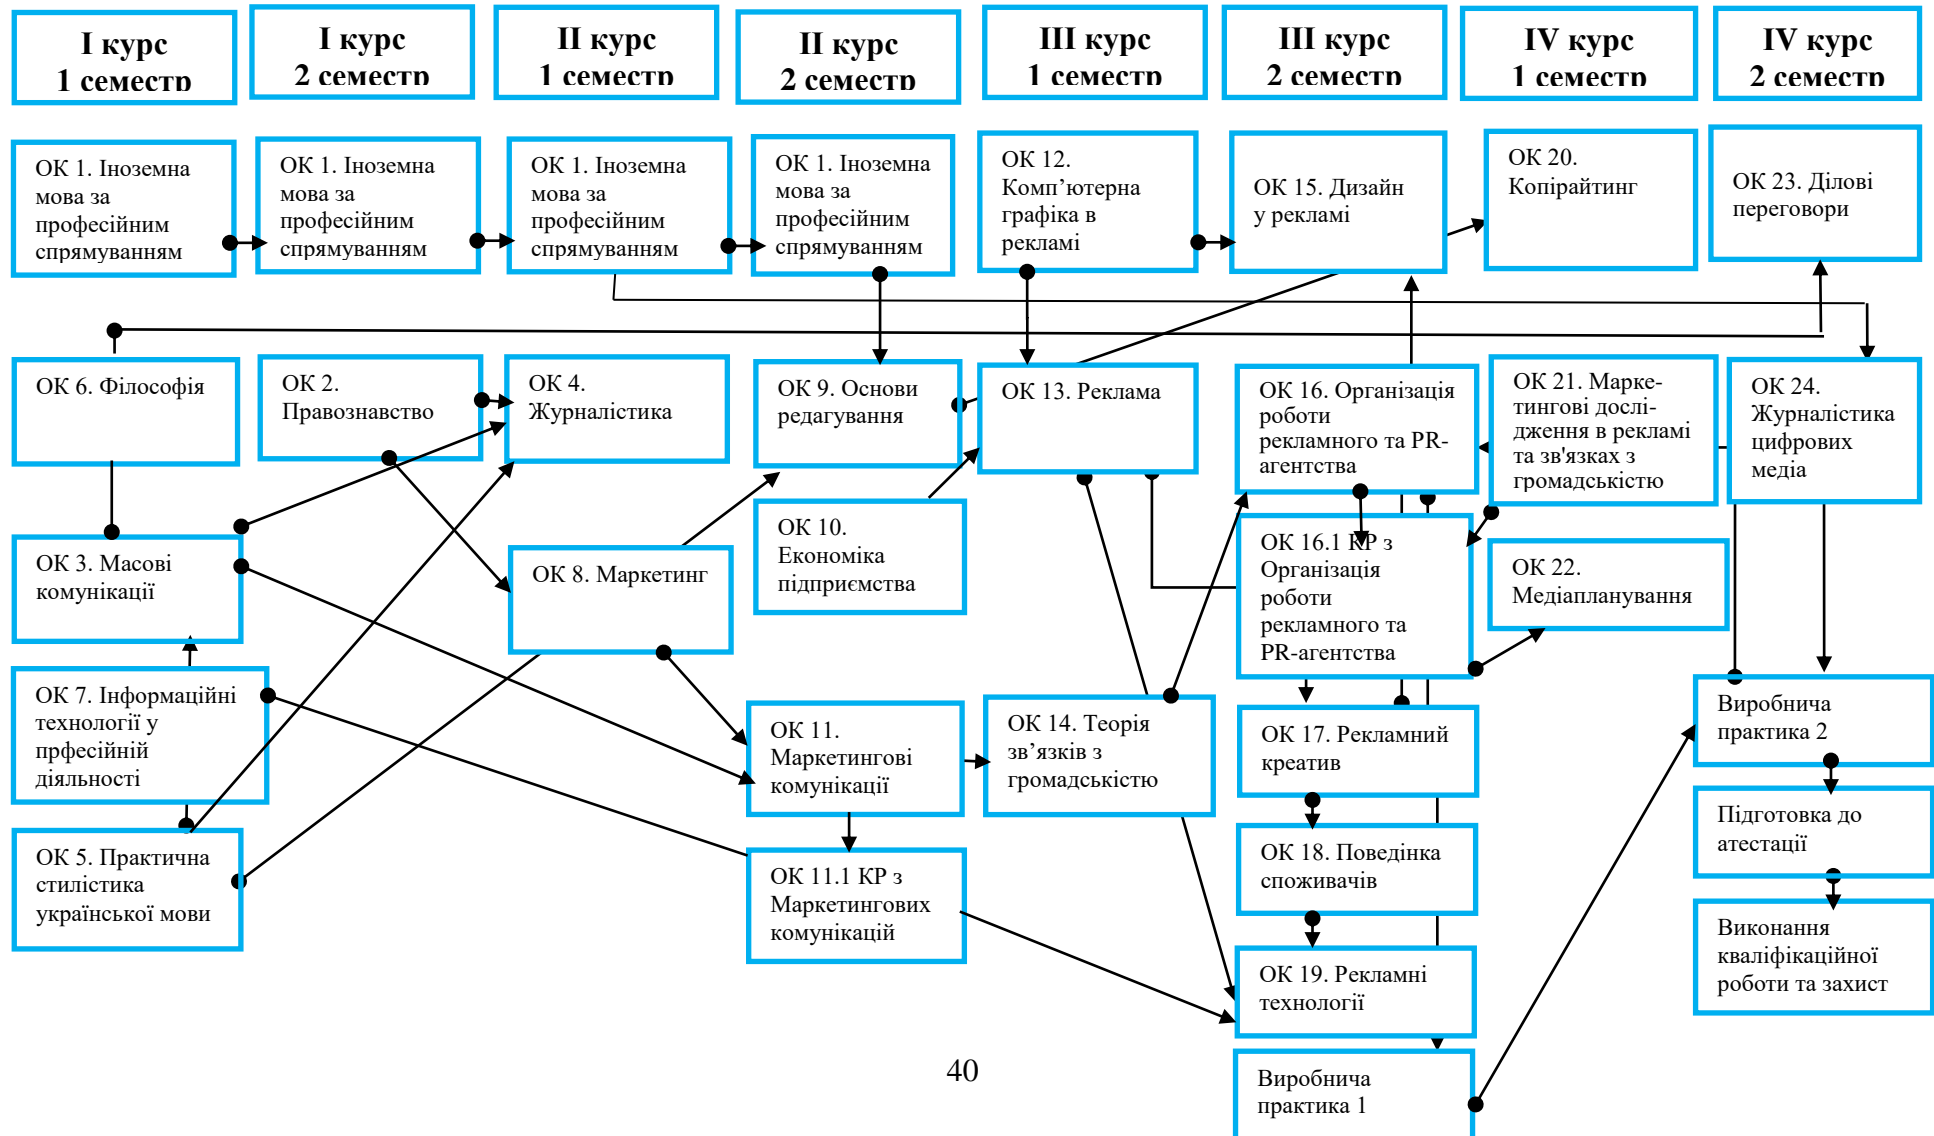 I курс
1 семестр
I курс
2 семестр
II курс
1 семестр
II курс
2 семестр
III курс
1 семестр
III курс
2 семестр
IV курс
1 семестр
IV курс
2 семестр
ОК 1. Іноземна
мова за
професійним
спрямуванням
ОК 1. Іноземна
мова за
професійним
спрямуванням
ОК 1. Іноземна
мова за
професійним
спрямуванням
ОК 1. Іноземна
мова за
професійним
спрямуванням
ОК 12.
Комп’ютерна
графіка в
рекламі
ОК 15. Дизайн
у рекламі
ОК 20.
Копірайтинг
ОК 23. Ділові
переговори
ОК 6. Філософія
ОК 2.
Правознавство
ОК 4.
Журналістика
ОК 9. Основи
редагування
ОК 13. Реклама
ОК 16. Організація
роботи
рекламного та PR-
агентства
ОК 21. Марке-
тингові дослі-
дження в рекламі
та зв'язках з
громадськістю
ОК 24.
Журналістика
цифрових
медіа
ОК 3. Масові
комунікації
ОК 8. Маркетинг
ОК 10.
Економіка
підприємства
ОК 16.1 КР з
Організація
роботи
рекламного та
PR-агентства
ОК 22.
Медіапланування
ОК 7. Інформаційні
технології у
прфесійній
діяльності
ОК 11.
Маркетингові
комунікації
ОК 14. Теорія
зв’язків з
громадськістю
ОК 17. Рекламний
креатив
Виробнича
практика 2
ОК 5. Практична
стилістика
української мови
ОК 11.1 КР з
Маркетингових
комунікацій
ОК 18. Поведінка
споживачів
Підготовка до
атестації
ОК 19. Рекламні
технології
Виконання
кваліфікаційної
роботи та захист
Виробнича
практика 1
40